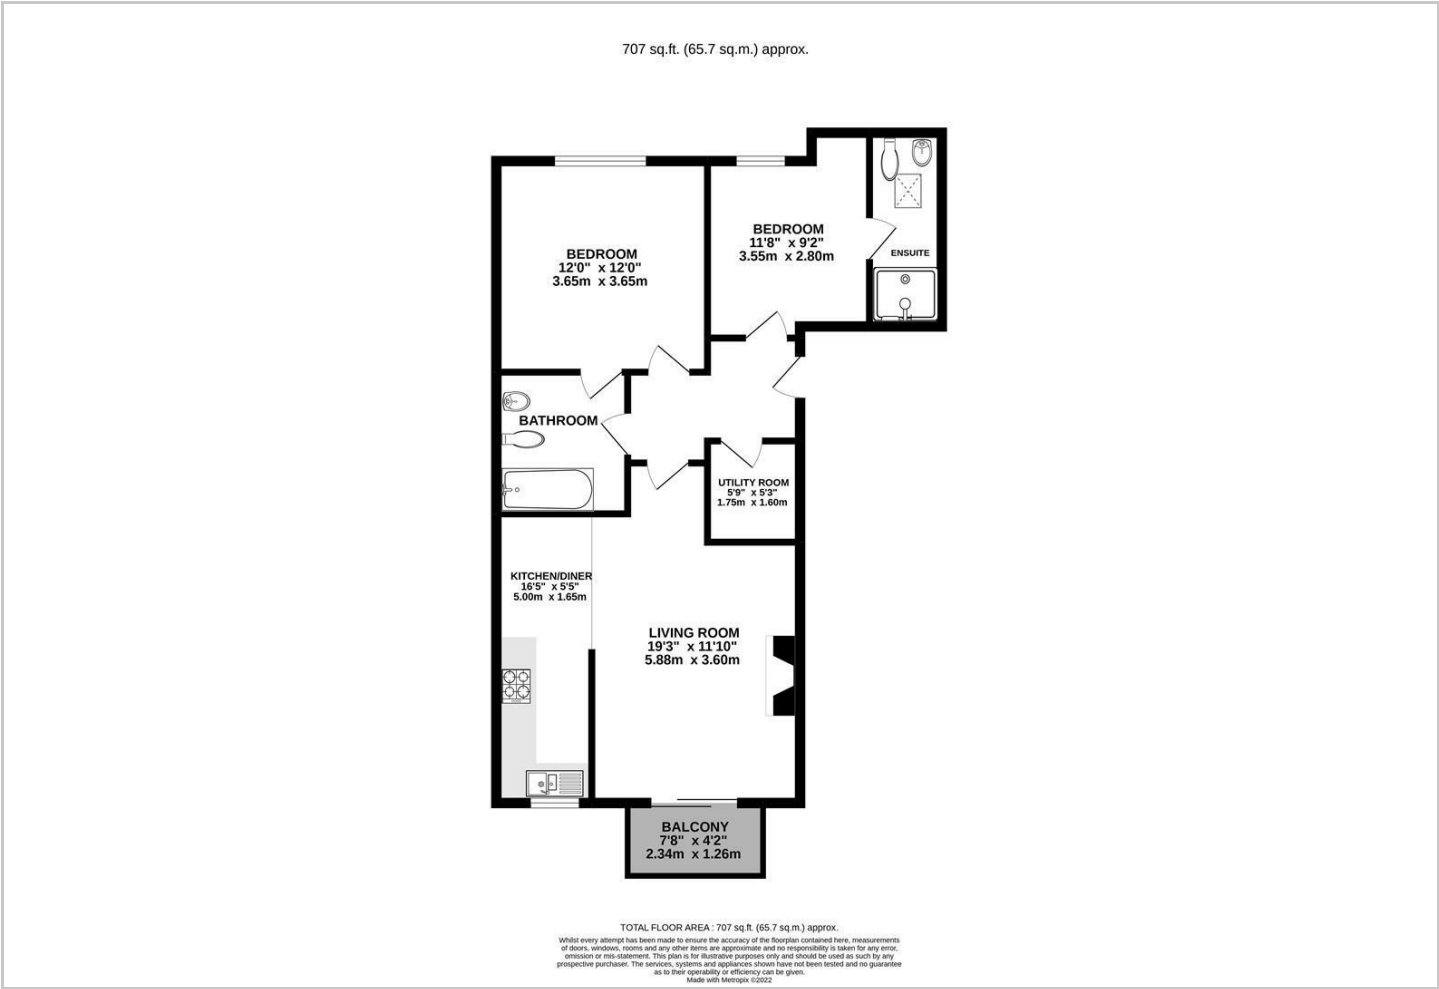 707 sq.ft. (65.7 sq.m.) approx.
BEDROOM
11'8" x 9'2"
3.55m x 2.80m
ENSUITE
BEDROOM
12'0" x 12'0"
3.65m x 3.65m
BATHROOM
UTILITY ROOM
5'9" x 5'3"
1.75m x 1.60m
KITCHEN/DINER
16'5" x 5'5"
5.00m x 1.65m
LIVING ROOM
19'3" x 11'10"
5.88m x 3.60m
BALCONY
7'8" x 4'2"
2.34m x 1.26m
TOTAL FLOOR AREA : 707 sq.ft. (65.7 sq.m.) approx.
Whilst every attempt has been made to ensure the accuracy of the floorplan contained here, measurements
of doors, windows, rooms and any other items are approximate and no responsibility is taken for any error,
omission or mis-statement. This plan is for illustrative purposes only and should be used as such by any
prospective purchaser. The services, systems and appliances shown have not been tested and no guarantee
as to their operability or efficiency can be given.
Made with Metropix ©2022